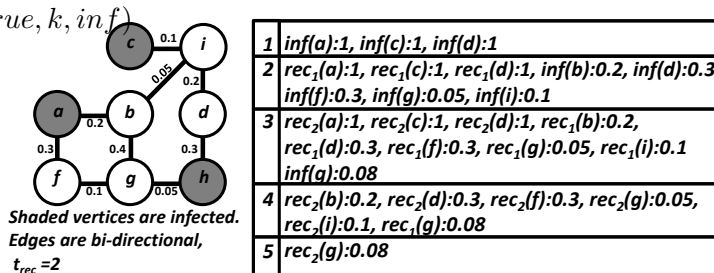 rue, k, inf)
c
0.1
i
0.05
0.2
a
0.2
b
d
0.3
0.4
0.3
f
0.1
g
0.05
h
Shaded vertices are infected.
Edges are bi-directional,
t_rec =2
1 inf(a):1, inf(c):1, inf(d):1
2 rec₁(a):1, rec₁(c):1, rec₁(d):1, inf(b):0.2, inf(d):0.3
inf(f):0.3, inf(g):0.05, inf(i):0.1
3 rec₂(a):1, rec₂(c):1, rec₂(d):1, rec₁(b):0.2,
rec₁(d):0.3, rec₁(f):0.3, rec₁(g):0.05, rec₁(i):0.1
inf(g):0.08
4 rec₂(b):0.2, rec₂(d):0.3, rec₂(f):0.3, rec₂(g):0.05,
rec₂(i):0.1, rec₁(g):0.08
5 rec₂(g):0.08